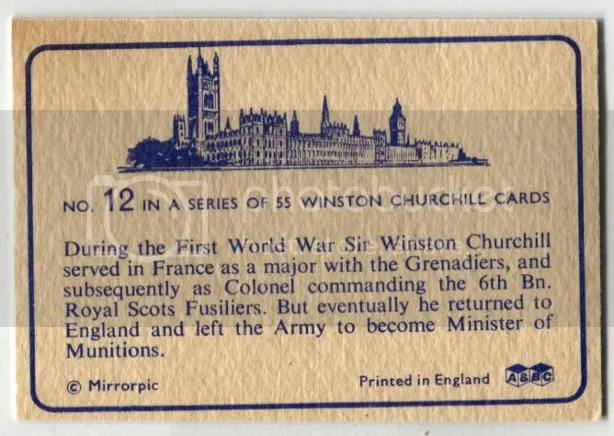 NO. 12 IN A SERIES OF 55 WINSTON CHURCHILL CARDS
During the First World War Sir Winston Churchill
served in France as a major with the Grenadiers, and
subsequently as Colonel commanding the 6th Bn.
Royal Scots Fusiliers. But eventually he returned to
England and left the Army to become Minister of
Munitions.
© Mirrorpic
Printed in England A&BC